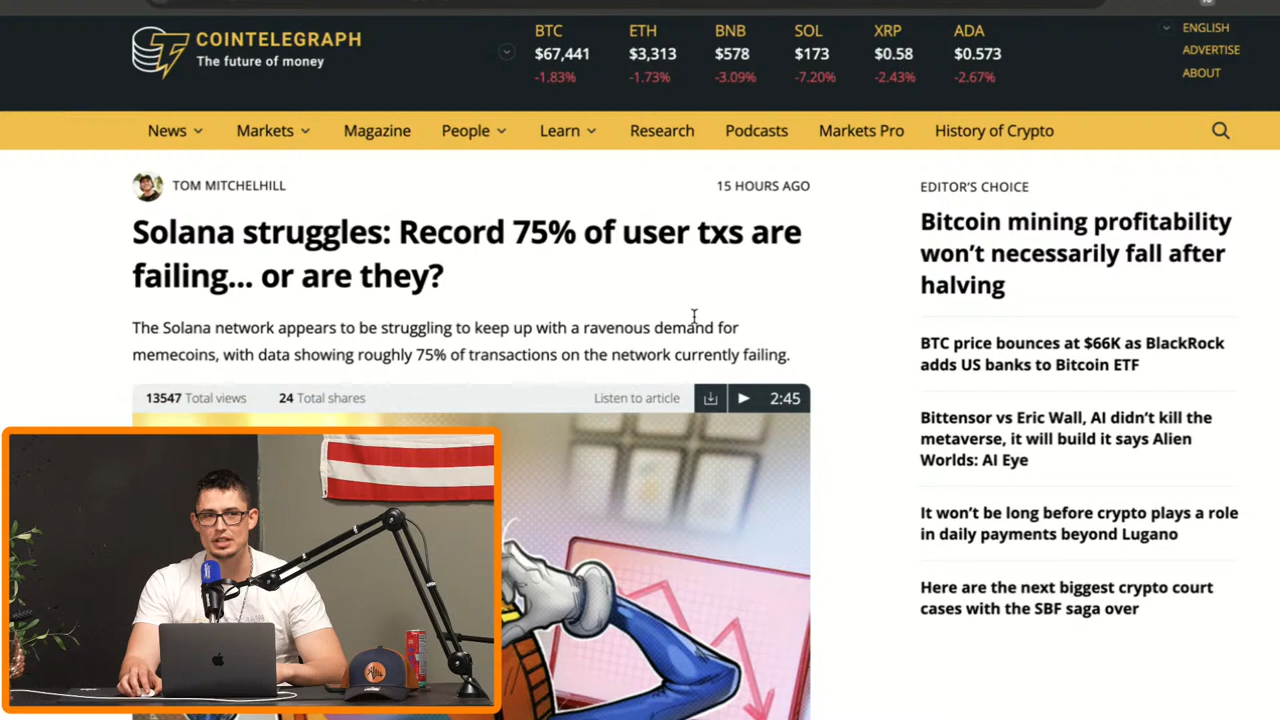 COINTELEGRAPH
The future of money
BTC ETH BNB SOL XRP ADA
$67,441 $3,313 $578 $173 $0.58 $0.573
-1.83% -1.73% -3.09% -7.20% -2.43% -2.67%
ENGLISH
ADVERTISE
ABOUT
News Markets Magazine People Learn Research Podcasts Markets Pro History of Crypto
TOM MITCHELHILL 15 HOURS AGO
Solana struggles: Record 75% of user txs are
failing... or are they?
The Solana network appears to be struggling to keep up with a ravenous demand for
memecoins, with data showing roughly 75% of transactions on the network currently failing.
13547 Total views 24 Total shares Listen to article 2:45
EDITOR'S CHOICE
Bitcoin mining profitability
won't necessarily fall after
halving
BTC price bounces at $66K as BlackRock
adds US banks to Bitcoin ETF
Bittensor vs Eric Wall, AI didn't kill the
metaverse, it will build it says Alien
Worlds: AI Eye
It won't be long before crypto plays a role
in daily payments beyond Lugano
Here are the next biggest crypto court
cases with the SBF saga over